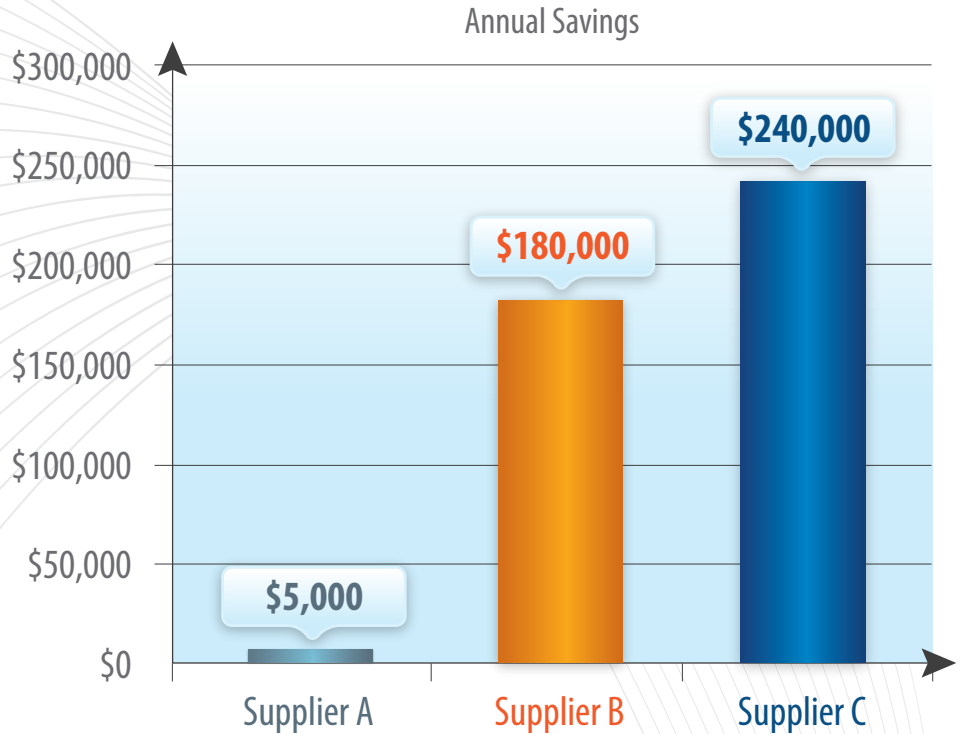 Annual Savings
$300,000
$250,000
$200,000
$150,000
$100,000
$50,000
$0
$5,000
$180,000
$240,000
Supplier A
Supplier B
Supplier C